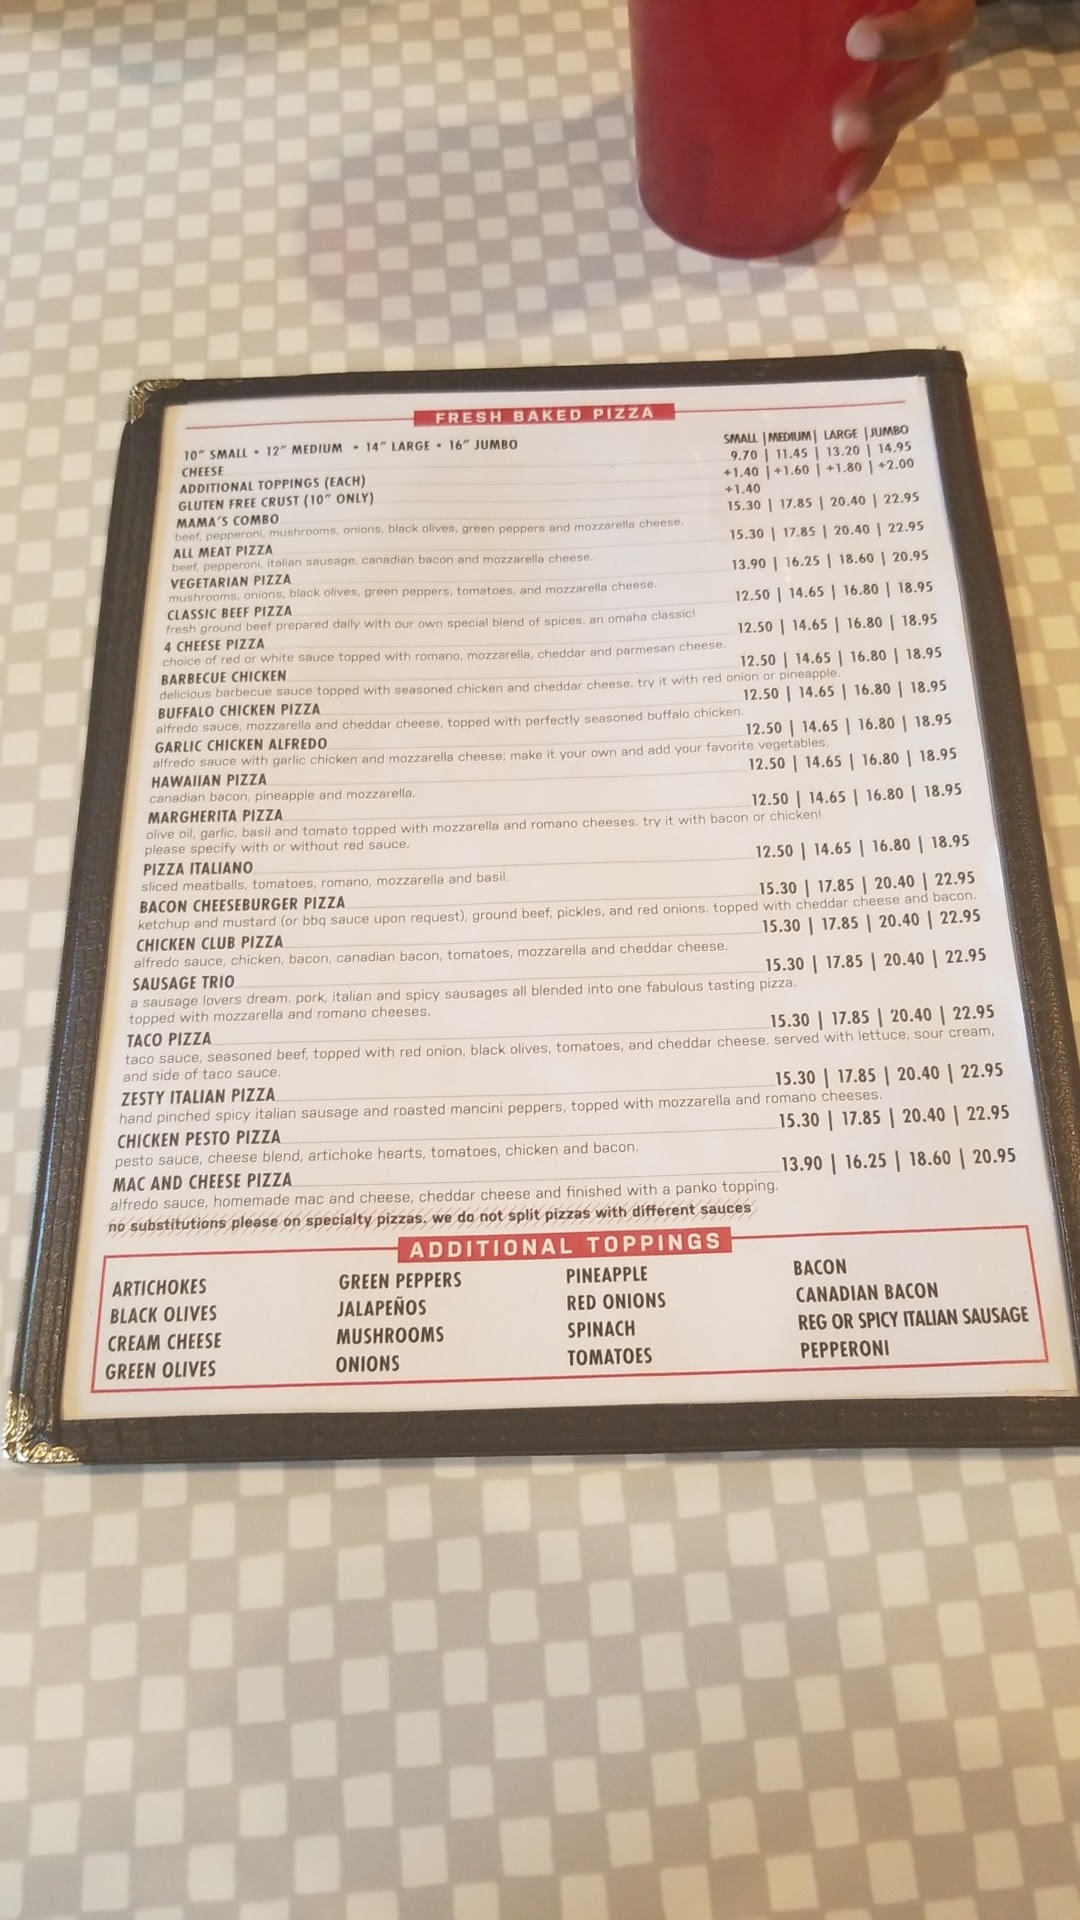 FRESH BAKED PIZZA
10" SMALL • 12" MEDIUM • 14" LARGE • 16" JUMBO SMALL | MEDIUM | LARGE | JUMBO
CHEESE 9.70 | 11.45 | 13.20 | 14.95
ADDITIONAL TOPPINGS (EACH) +1.40 | +1.60 | +1.80 | +2.00
GLUTEN FREE CRUST (10" ONLY) +1.40
MAMA'S COMBO 15.30 | 17.85 | 20.40 | 22.95
beef, pepperoni, mushrooms, onions, black olives, green peppers and mozzarella cheese.
ALL MEAT PIZZA 15.30 | 17.85 | 20.40 | 22.95
beef, pepperoni, italian sausage, canadian bacon and mozzarella cheese.
VEGETARIAN PIZZA 13.90 | 16.25 | 18.60 | 20.95
mushrooms, onions, black olives, green peppers, tomatoes, and mozzarella cheese.
CLASSIC BEEF PIZZA 12.50 | 14.65 | 16.80 | 18.95
fresh ground beef prepared daily with our own special blend of spices. an omaha classic!
4 CHEESE PIZZA 12.50 | 14.65 | 16.80 | 18.95
choice of red or white sauce topped with romano, mozzarella, cheddar and parmesan cheese.
BARBECUE CHICKEN 12.50 | 14.65 | 16.80 | 18.95
delicious barbecue sauce topped with seasoned chicken and cheddar cheese. try it with red onion or pineapple.
BUFFALO CHICKEN PIZZA 12.50 | 14.65 | 16.80 | 18.95
alfredo sauce, mozzarella and cheddar cheese, topped with perfectly seasoned buffalo chicken.
GARLIC CHICKEN ALFREDO 12.50 | 14.65 | 16.80 | 18.95
alfredo sauce with garlic chicken and mozzarella cheese; make it your own and add your favorite vegetables.
HAWAIIAN PIZZA 12.50 | 14.65 | 16.80 | 18.95
canadian bacon, pineapple and mozzarella.
MARGHERITA PIZZA 12.50 | 14.65 | 16.80 | 18.95
olive oil, garlic, basil and tomato topped with mozzarella and romano cheeses. try it with bacon or chicken!
please specify with or without red sauce.
PIZZA ITALIANO 12.50 | 14.65 | 16.80 | 18.95
sliced meatballs, tomatoes, romano, mozzarella and basil.
BACON CHEESEBURGER PIZZA 15.30 | 17.85 | 20.40 | 22.95
ketchup and mustard (or bbq sauce upon request), ground beef, pickles, and red onions. topped with cheddar cheese and bacon.
CHICKEN CLUB PIZZA 15.30 | 17.85 | 20.40 | 22.95
alfredo sauce, chicken, bacon, canadian bacon, tomatoes, mozzarella and cheddar cheese.
SAUSAGE TRIO 15.30 | 17.85 | 20.40 | 22.95
a sausage lovers dream. pork, italian and spicy sausages all blended into one fabulous tasting pizza.
topped with mozzarella and romano cheeses.
TACO PIZZA 15.30 | 17.85 | 20.40 | 22.95
taco sauce, seasoned beef, topped with red onion, black olives, tomatoes, and cheddar cheese. served with lettuce, sour cream,
and side of taco sauce.
ZESTY ITALIAN PIZZA 15.30 | 17.85 | 20.40 | 22.95
hand pinched spicy italian sausage and roasted mancini peppers, topped with mozzarella and romano cheeses.
CHICKEN PESTO PIZZA 15.30 | 17.85 | 20.40 | 22.95
pesto sauce, cheese blend, artichoke hearts, tomatoes, chicken and bacon.
MAC AND CHEESE PIZZA 13.90 | 16.25 | 18.60 | 20.95
alfredo sauce, homemade mac and cheese, cheddar cheese and finished with a panko topping.
no substitutions please on specialty pizzas. we do not split pizzas with different sauces
ADDITIONAL TOPPINGS
ARTICHOKES
BLACK OLIVES
CREAM CHEESE
GREEN OLIVES
GREEN PEPPERS
JALAPEÑOS
MUSHROOMS
ONIONS
PINEAPPLE
RED ONIONS
SPINACH
TOMATOES
BACON
CANADIAN BACON
REG OR SPICY ITALIAN SAUSAGE
PEPPERONI